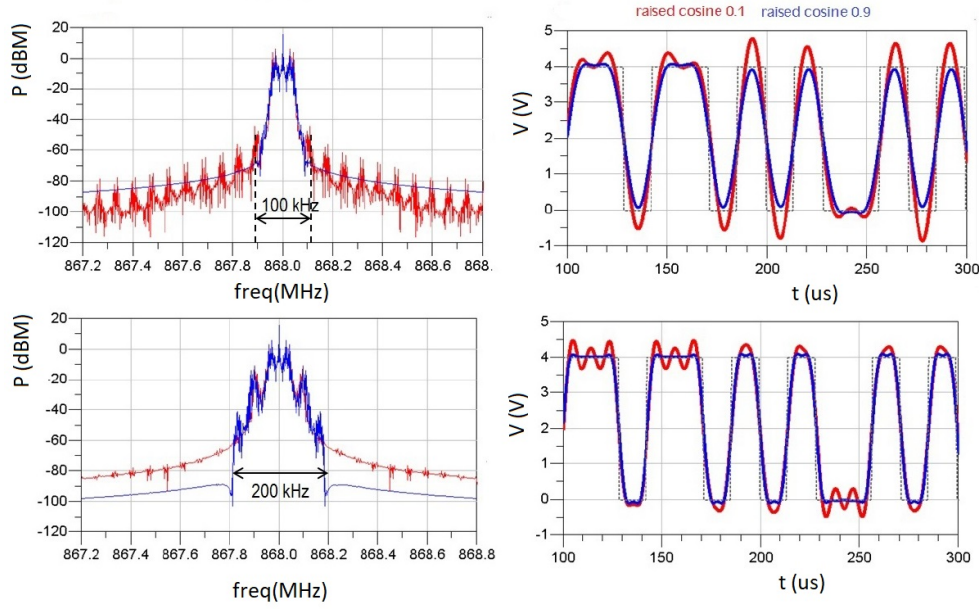 raised cosine 0.1 raised cosine 0.9
P (dBM)
20
0
-20
-40
-60
-80
-100
-120
100 kHz
867.2 867.4 867.6 867.8 868.0 868.2 868.4 868.6 868.
freq(MHz)
V (V)
5
4
3
2
1
0
-1
100 150 200 250 300
t (us)
P (dBM)
20
0
-20
-40
-60
-80
-100
-120
200 kHz
867.2 867.4 867.6 867.8 868.0 868.2 868.4 868.6 868.8
freq(MHz)
V (V)
5
4
3
2
1
0
-1
100 150 200 250 300
t (us)